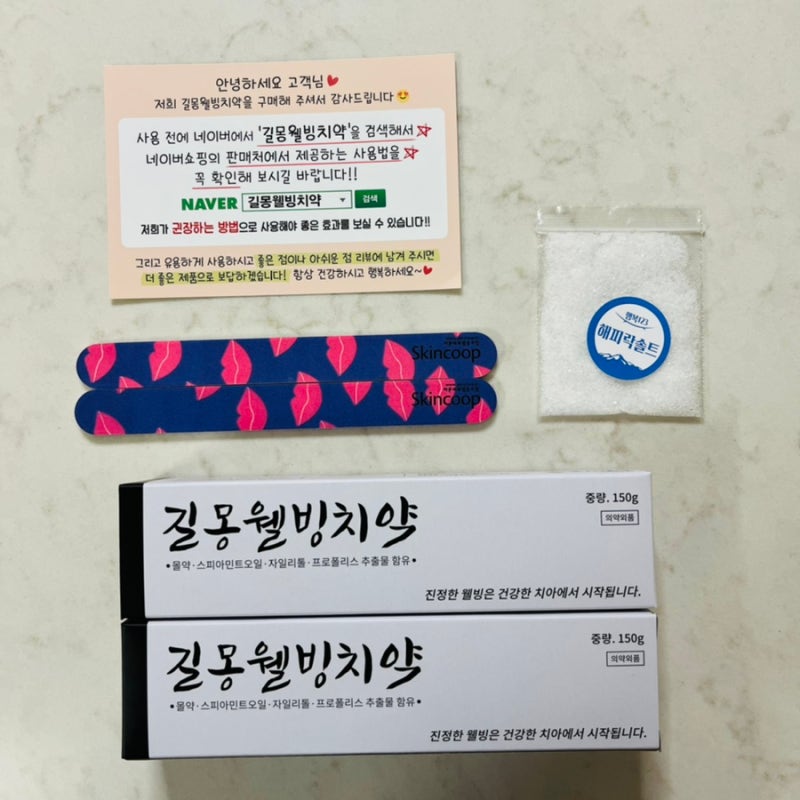 안녕하세요 고객님
저희 길몽웰빙치약을 구매해 주셔서 감사드립니다
사용 전에 네이버에서 '길몽웰빙치약'을 검색해서
네이버쇼핑의 판매처에서 제공하는 사용법을
꼭 확인해 보시길 바랍니다!!
NAVER 길몽웰빙치약 검색
저희가 권장하는 방법으로 사용해야 좋은 효과를 보실 수 있습니다!!
그리고 유용하게 사용하시고 좋은 점이나 아쉬운 점 리뷰에 남겨 주시면
더 좋은 제품으로 보답하겠습니다! 항상 건강하시고 행복하세요~
행복123
해피락솔트
Skincoop
Skincoop
길몽웰빙치약
중량. 150g
의약외품
•몰약·스피아민트오일·자일리톨·프로폴리스 추출물 함유•
진정한 웰빙은 건강한 치아에서 시작됩니다.
길몽웰빙치약
중량. 150g
의약외품
•몰약·스피아민트오일·자일리톨·프로폴리스 추출물 함유•
진정한 웰빙은 건강한 치아에서 시작됩니다.